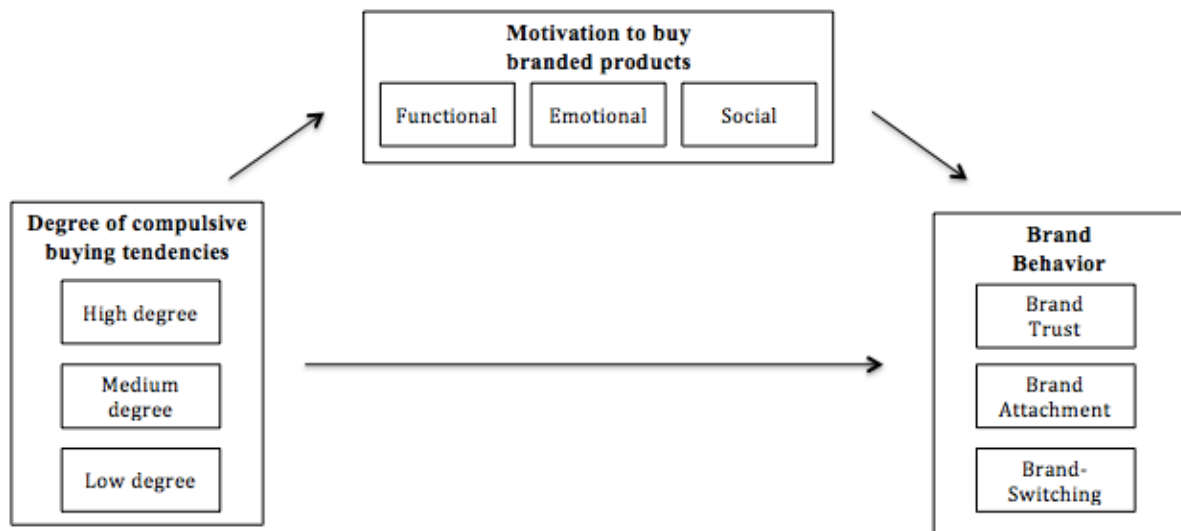 Motivation to buy
branded products
Functional
Emotional
Social
Degree of compulsive
buying tendencies
High degree
Medium
degree
Low degree
Brand
Behavior
Brand
Trust
Brand
Attachment
Brand-
Switching